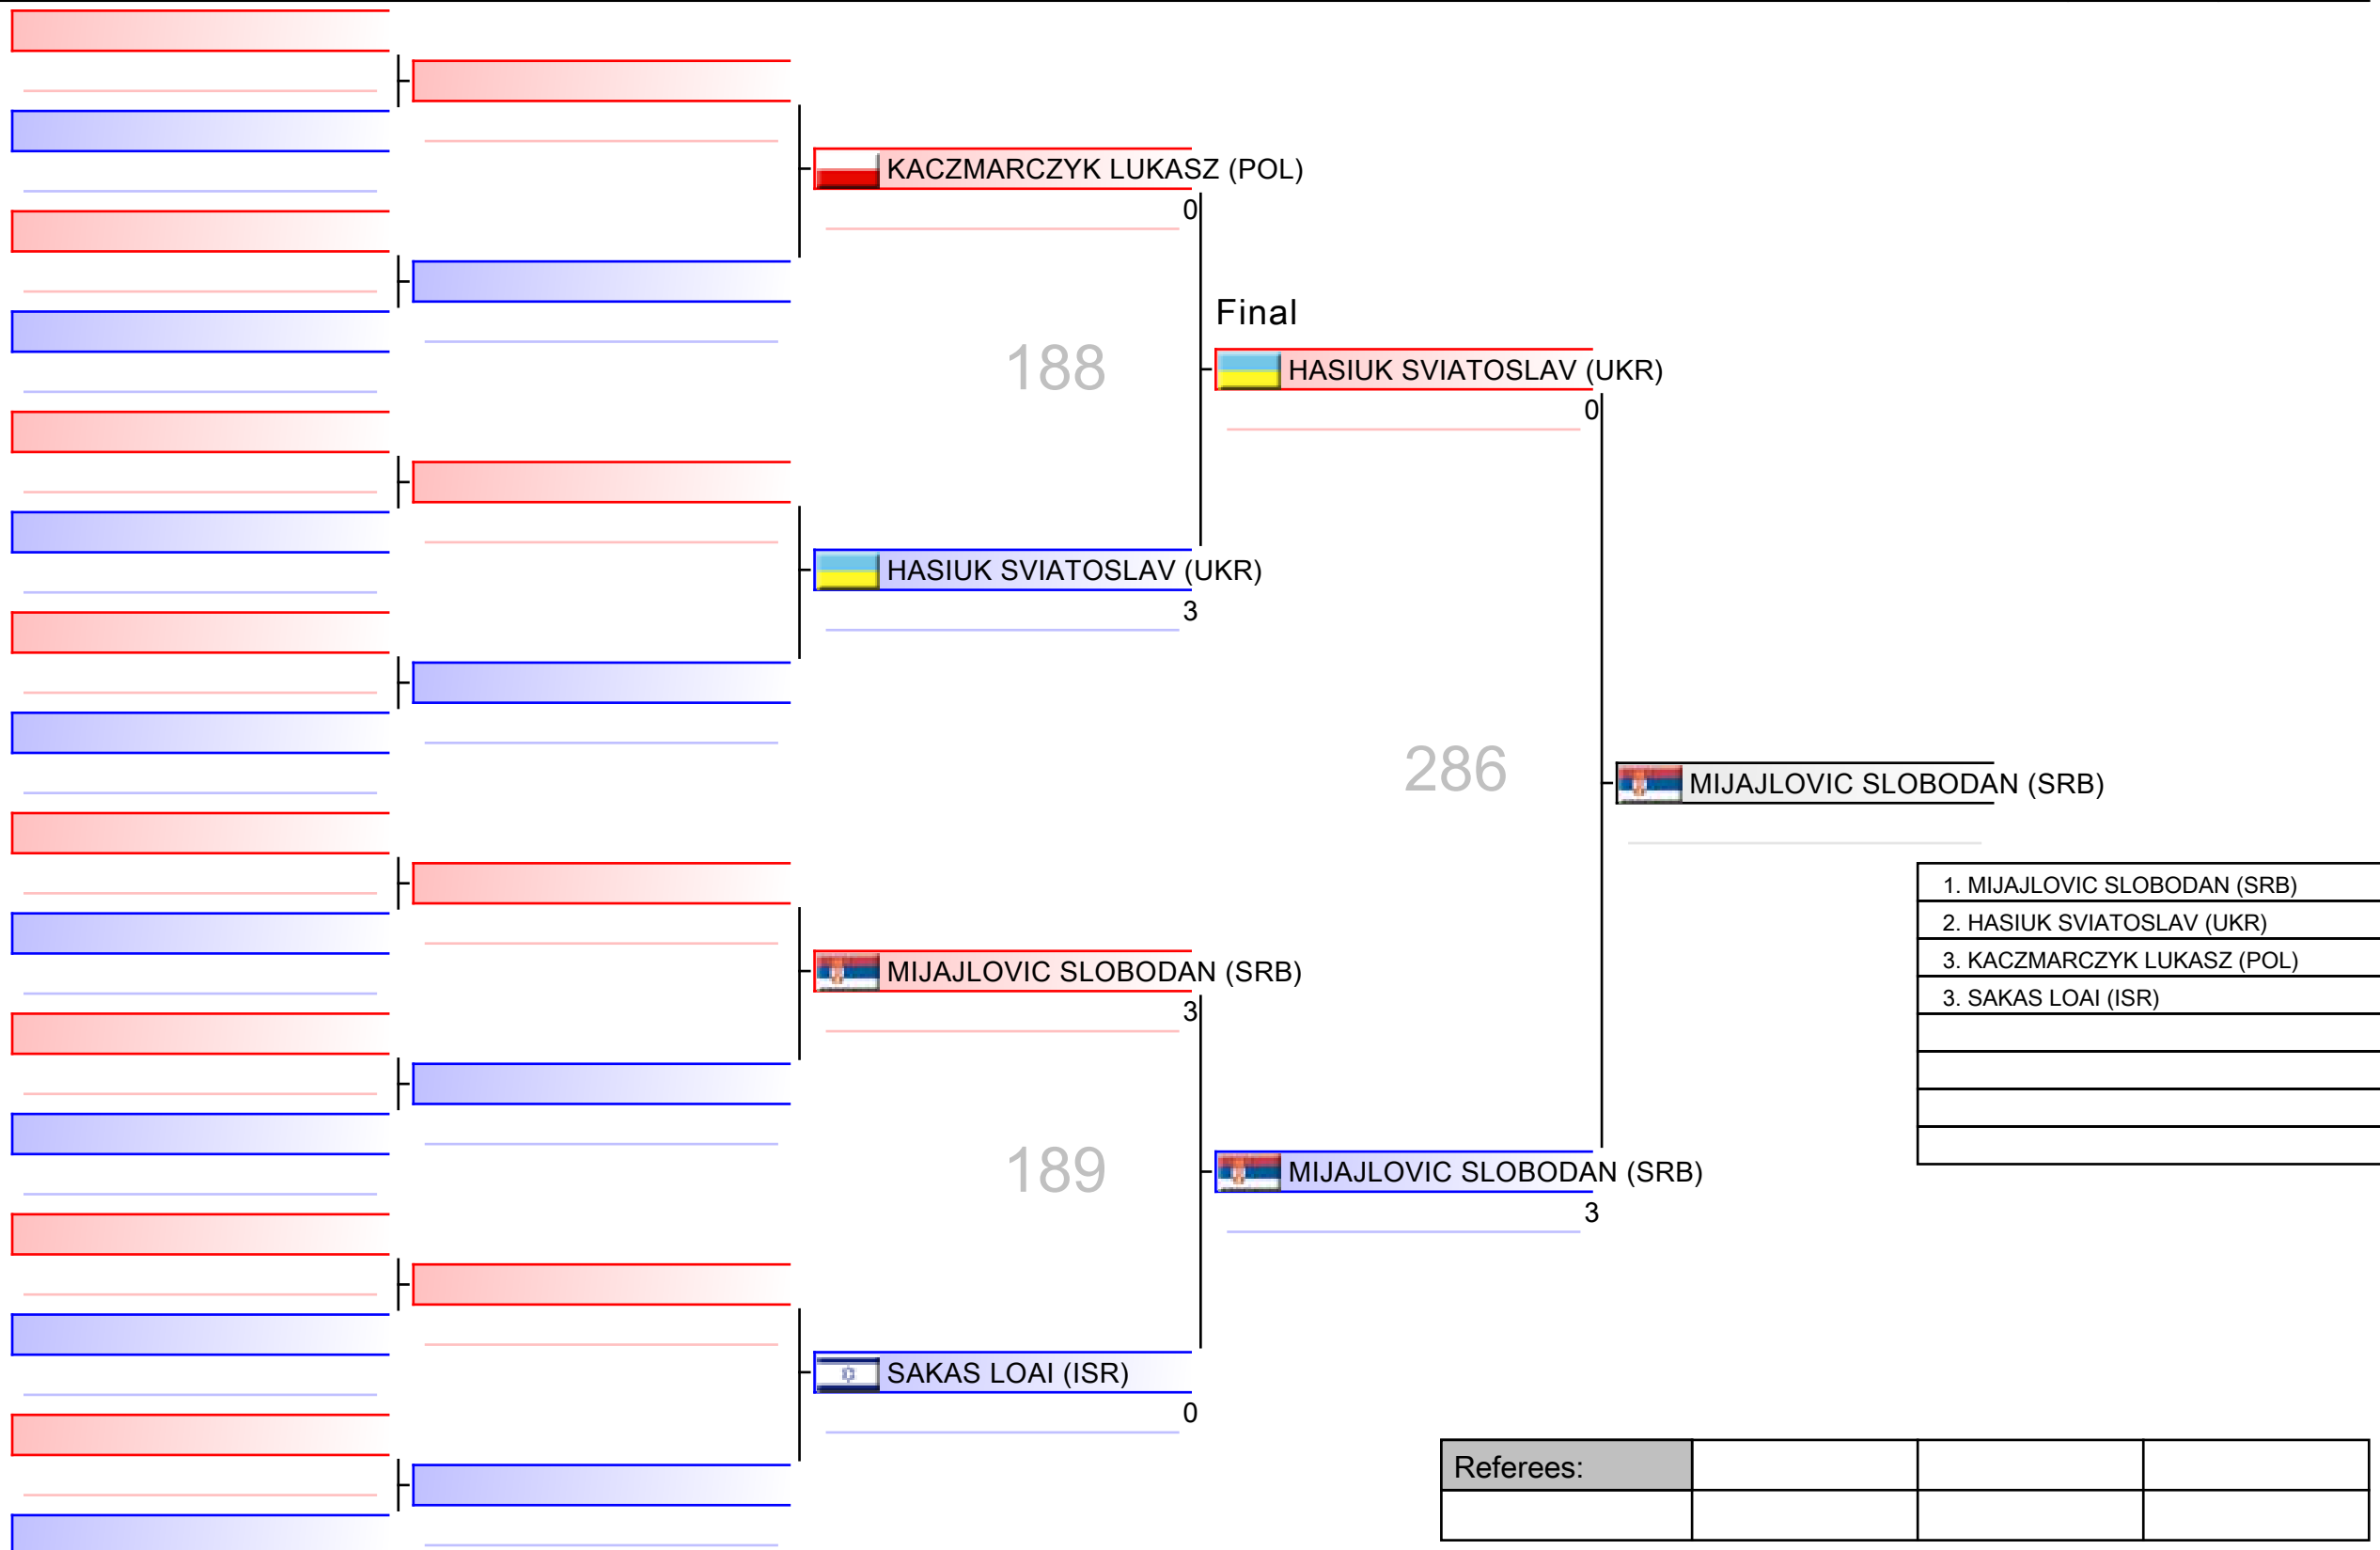 KACZMARCZYK LUKASZ (POL)
0
188
Final
HASIUK SVIATOSLAV (UKR)
0
HASIUK SVIATOSLAV (UKR)
3
286
MIJAJLOVIC SLOBODAN (SRB)
1. MIJAJLOVIC SLOBODAN (SRB)
2. HASIUK SVIATOSLAV (UKR)
3. KACZMARCZYK LUKASZ (POL)
3. SAKAS LOAI (ISR)
MIJAJLOVIC SLOBODAN (SRB)
3
189
MIJAJLOVIC SLOBODAN (SRB)
3
SAKAS LOAI (ISR)
0
Referees: